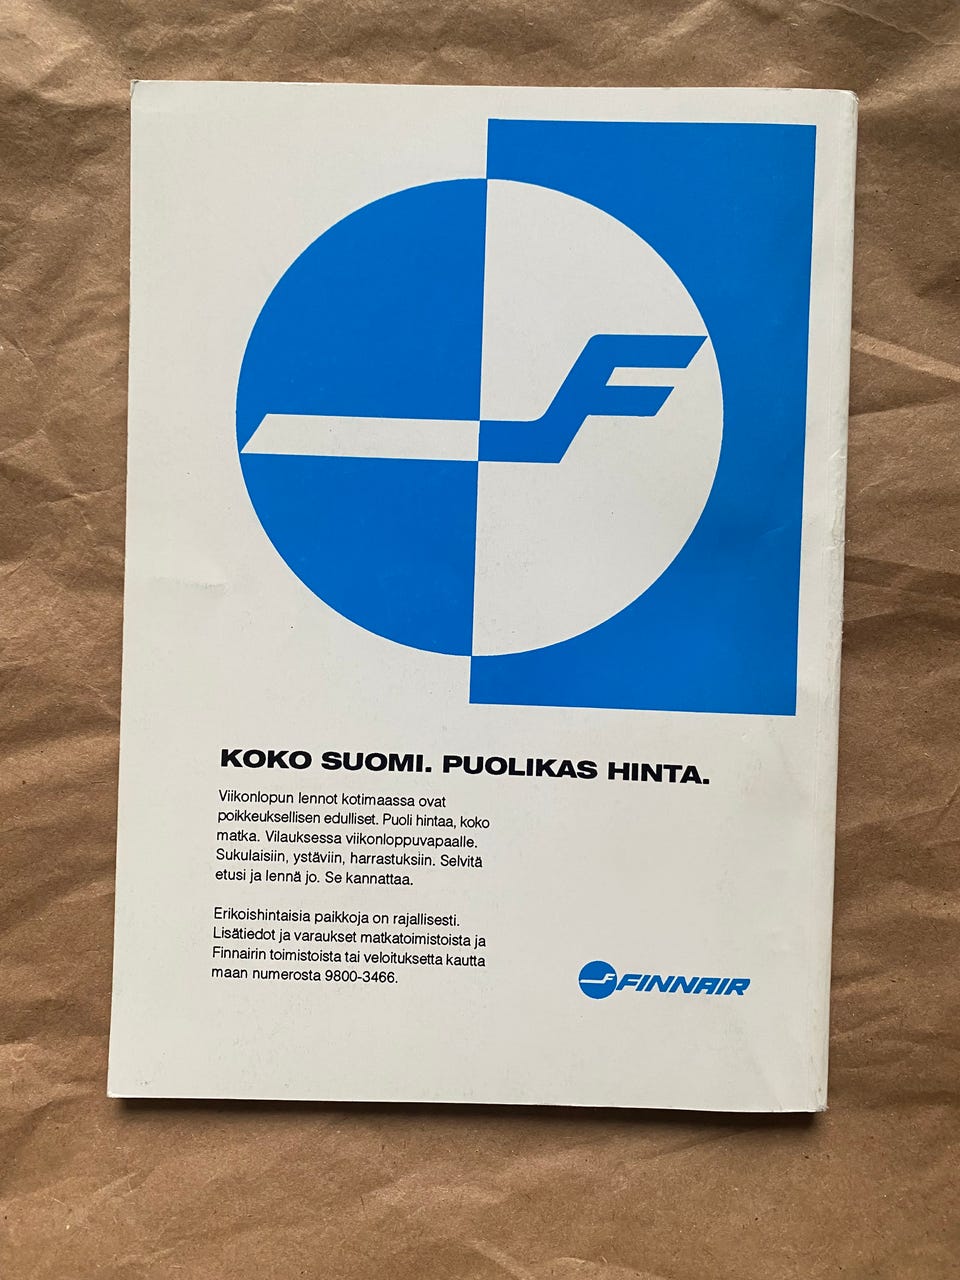 F
KOKO SUOMI. PUOLIKAS HINTA.
Viikonlopun lennot kotimaassa ovat
poikkeuksellisen edulliset. Puoli hintaa, koko
matka. Vilauksessa viikonloppuvapaalle.
Sukulaisiin, ystäviin, harrastuksiin. Selvitä
etusi ja lennä jo. Se kannattaa.
Erikoishintaisia paikkoja on rajallisesti.
Lisätiedot ja varaukset matkatoimistoista ja
Finnairin toimistoista tai veloituksetta kautta
maan numerosta 9800-3466.
F FINNAIR